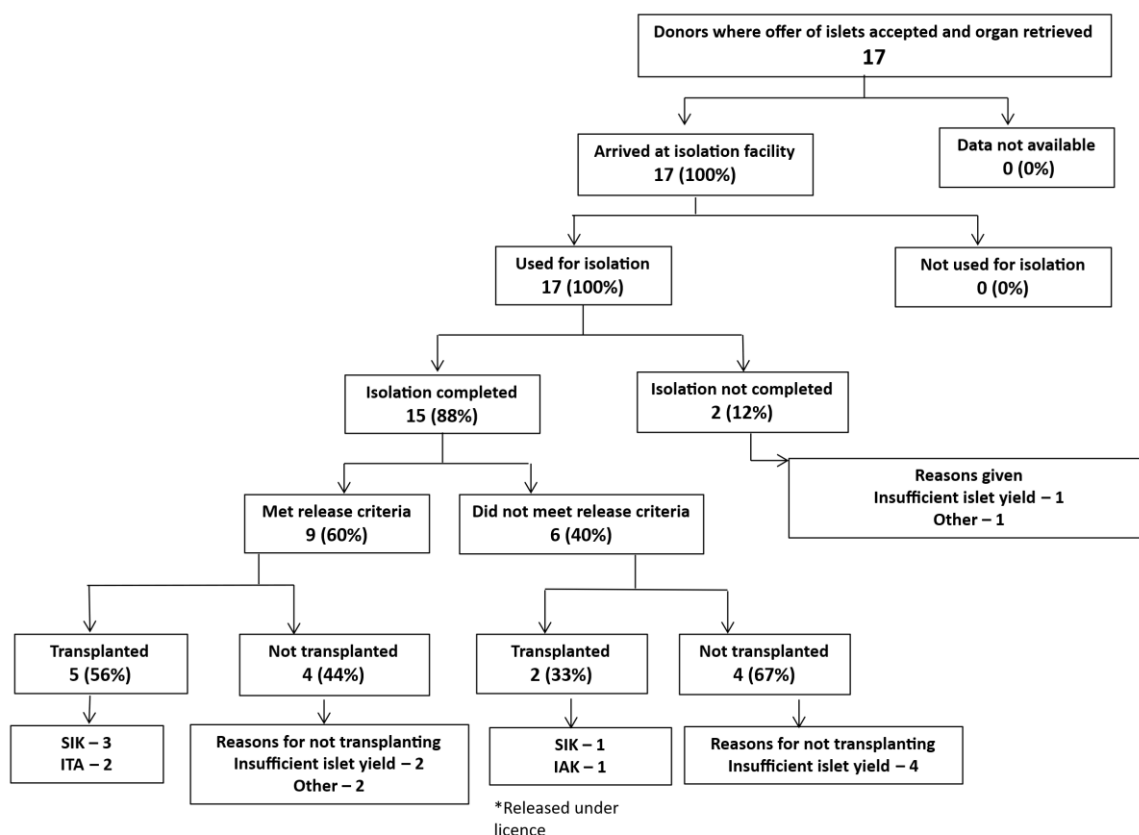 Donors where offer of islets accepted and organ retrieved
17
Arrived at isolation facility
17 (100%)
Data not available
0 (0%)
Used for isolation
17 (100%)
Not used for isolation
0 (0%)
Isolation completed
15 (88%)
Isolation not completed
2 (12%)
Reasons given
Insufficient islet yield – 1
Other – 1
Met release criteria
9 (60%)
Did not meet release criteria
6 (40%)
Transplanted
5 (56%)
Not transplanted
4 (44%)
Transplanted
2 (33%)
Not transplanted
4 (67%)
SIK – 3
ITA – 2
Reasons for not transplanting
Insufficient islet yield – 2
Other – 2
SIK – 1
IAK – 1
Reasons for not transplanting
Insufficient islet yield – 4
*Released under
licence